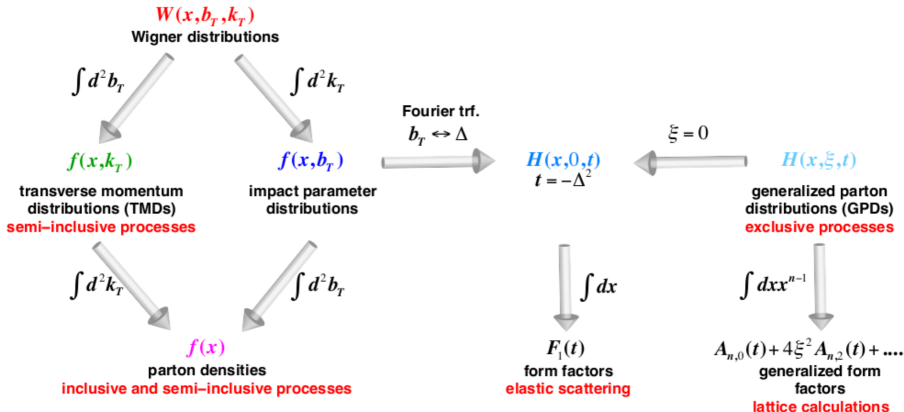 W(x,b_T,k_T)
Wigner distributions
∫d²b_T
∫d²k_T
Fourier trf.
b_T ↔ Δ
ξ=0
f(x,k_T)
transverse momentum
distributions (TMDs)
semi–inclusive processes
f(x,b_T)
impact parameter
distributions
H(x,0,t)
t=−Δ²
H(x,ξ,t)
generalized parton
distributions (GPDs)
exclusive processes
∫d²k_T
∫d²b_T
∫dx
∫dxxⁿ⁻¹
f(x)
parton densities
inclusive and semi-inclusive processes
F₁(t)
form factors
elastic scattering
A_{n,0}(t)+4ξ²A_{n,2}(t)+....
generalized form
factors
lattice calculations